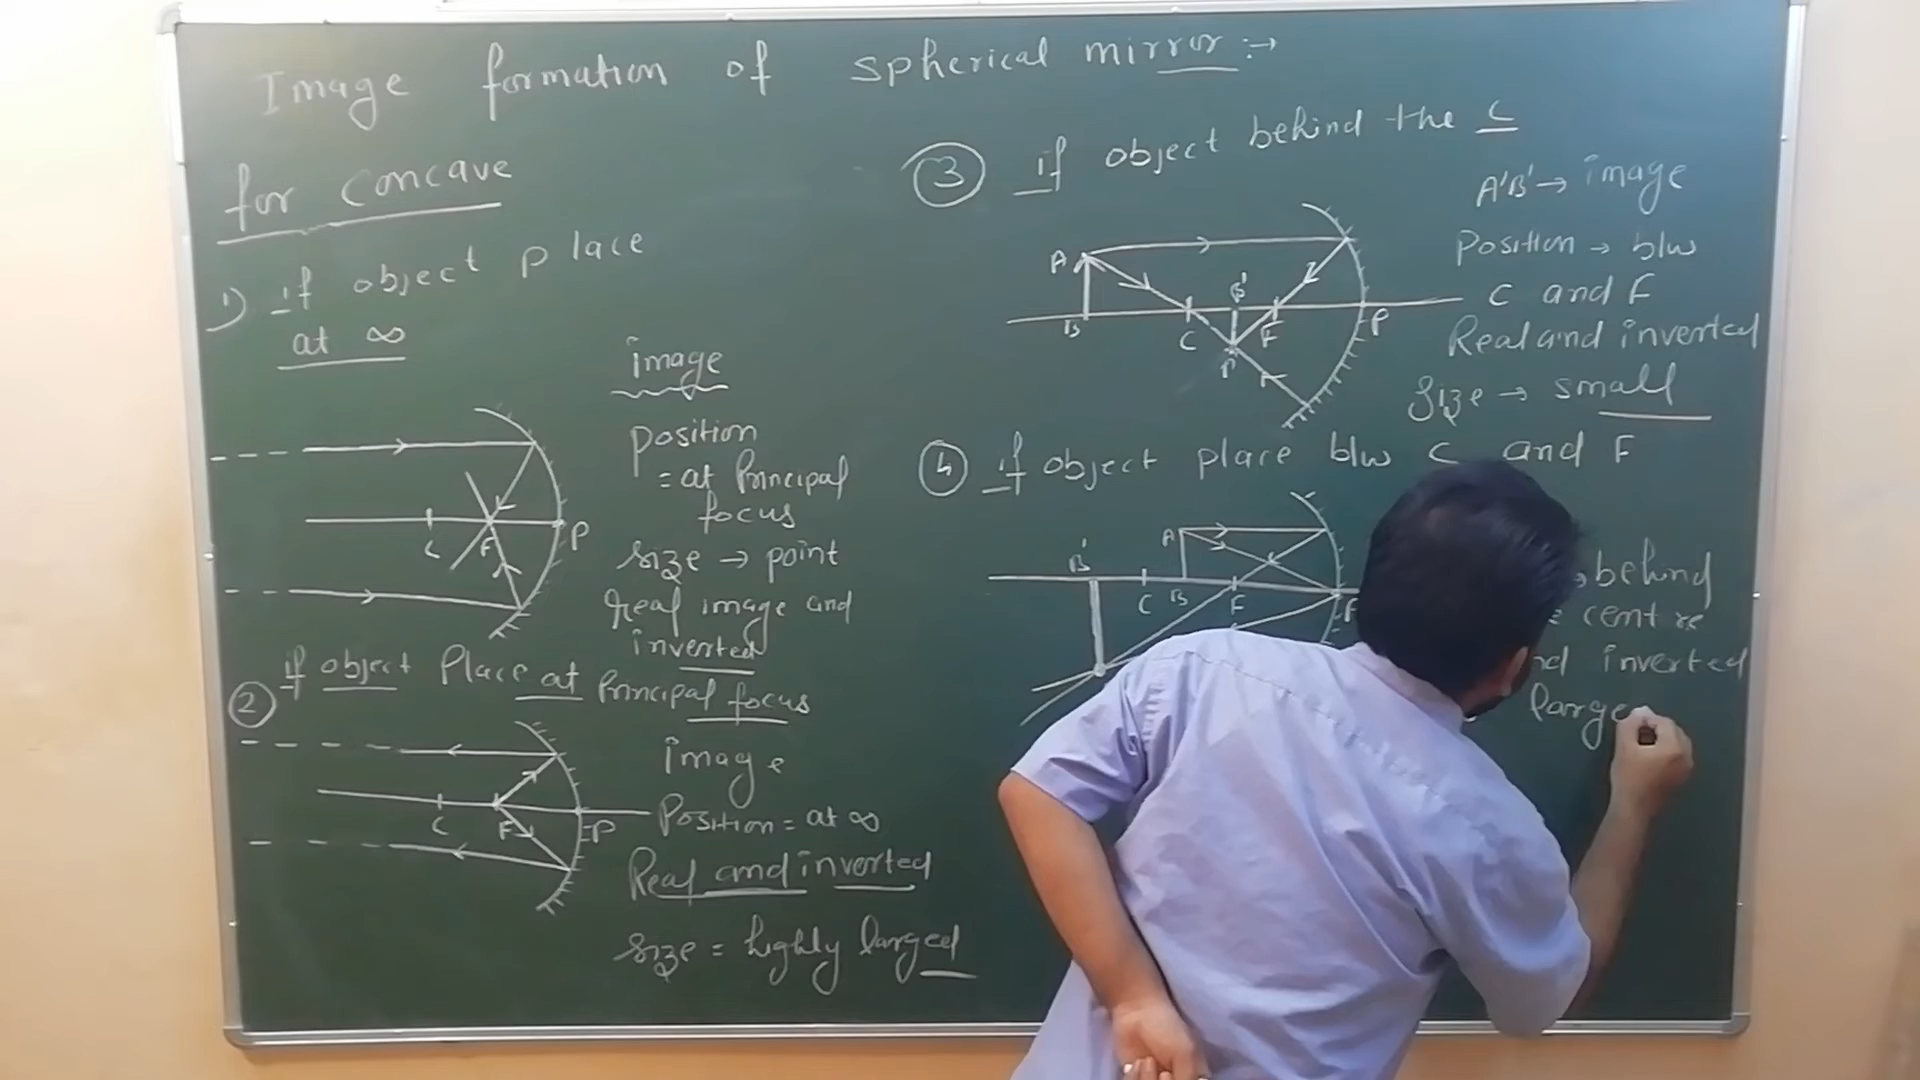 Image formation of spherical mirror :→
for concave
1) if object place
at ∞
image
position
= at Principal
focus
size → point
real image and
inverted
C
F
P
② if object Place at Principal focus
image
Position = at ∞
Real and inverted
size = highly larged
C
F
P
③ if object behind the C
A'B' → image
Position → b/w
C and F
Real and inverted
Size → small
A
B
C
B'
F
P
④ if object place b/w C and F
behind
centre
inverted
large
A
B'
C
B
F